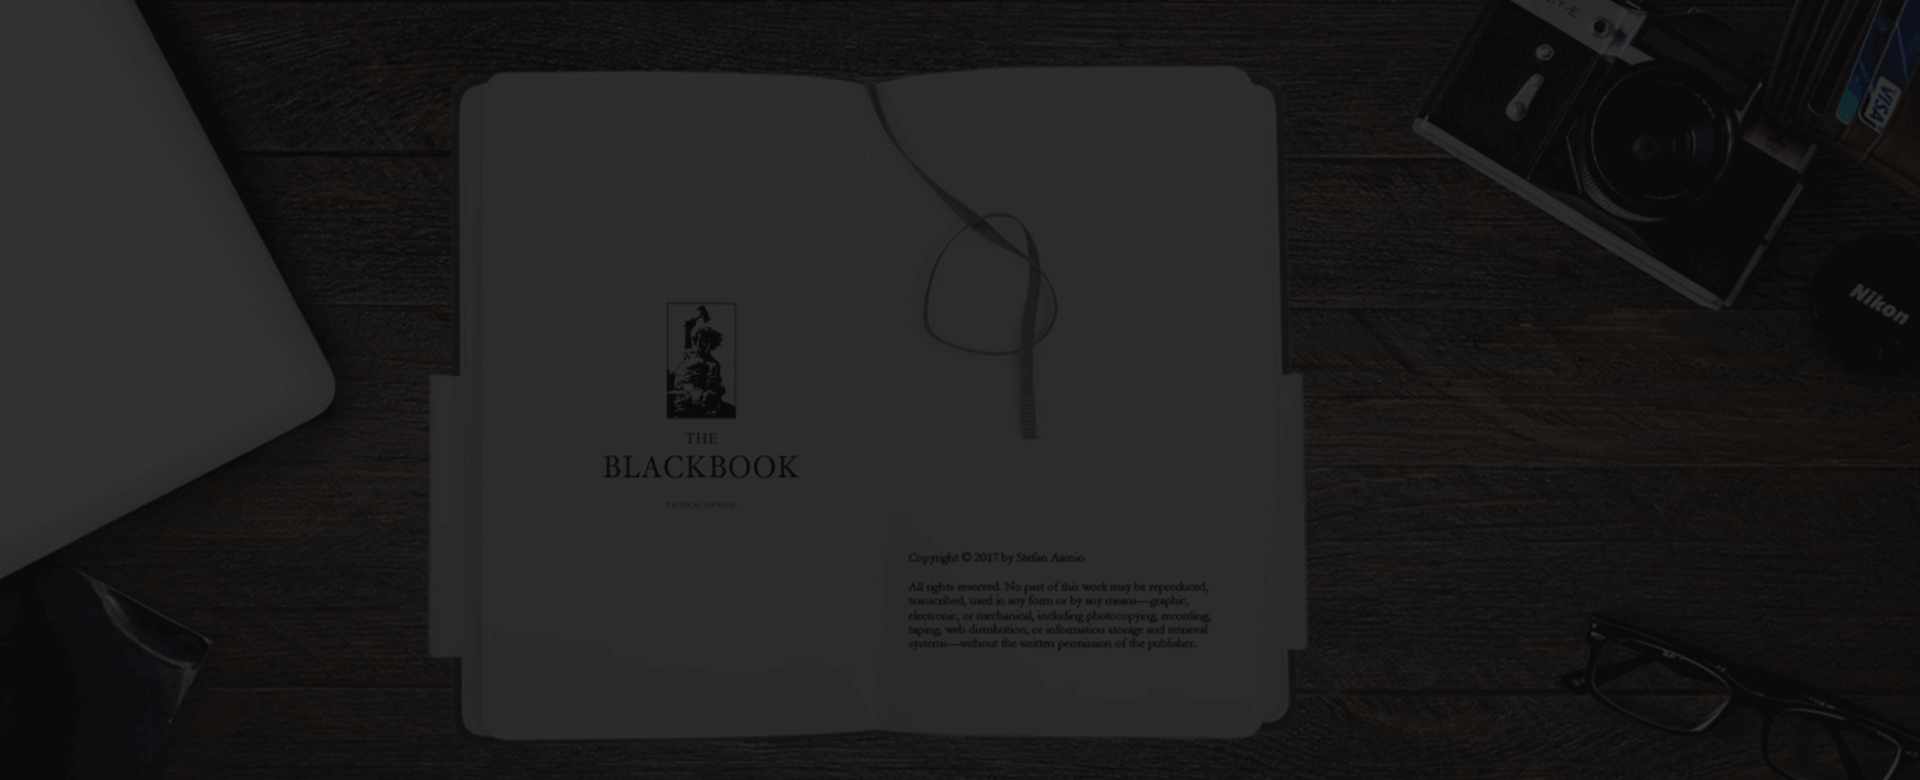 THE
BLACKBOOK
TACTICAL JOURNAL
Copyright © 2017 by Stefan Aarnio
All rights reserved. No part of this work may be reproduced,
transcribed, used in any form or by any means—graphic,
electronic, or mechanical, including photocopying, recording,
taping, web distribution, or information storage and retrieval
systems—without the written permission of the publisher.
VISA
Nikon